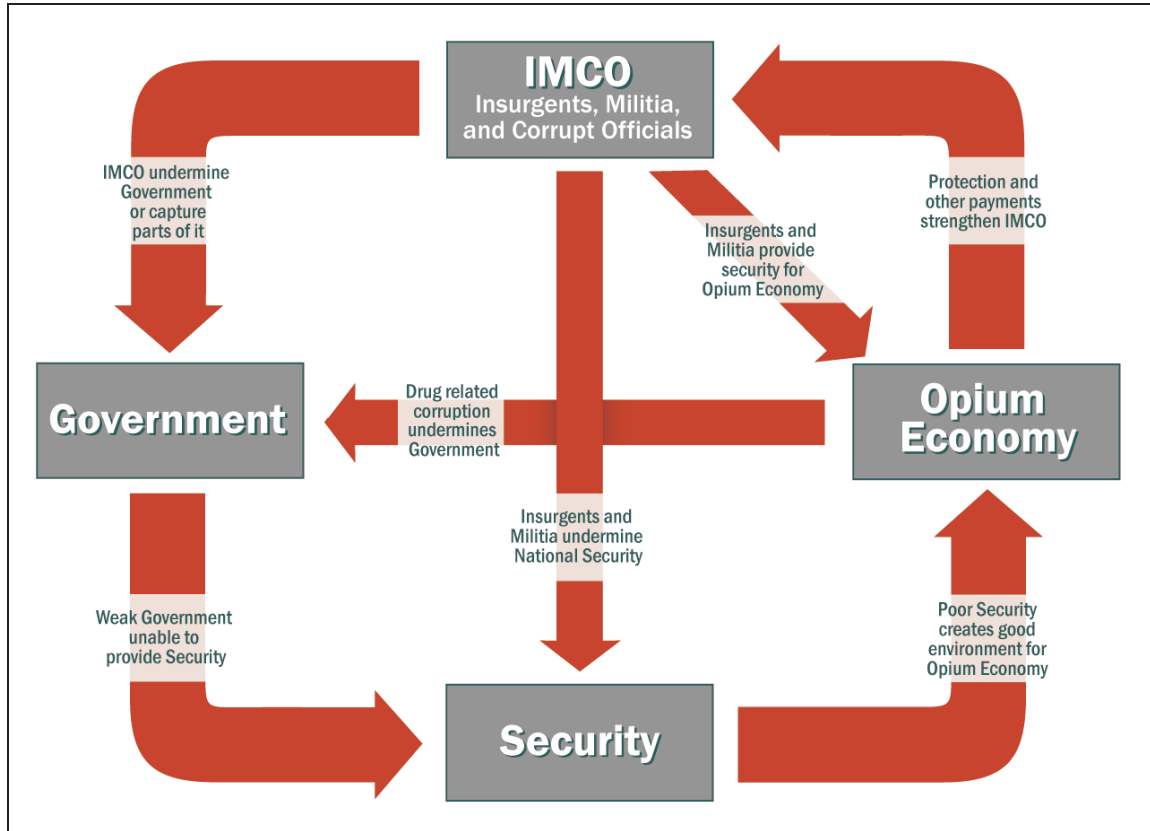 IMCO
Insurgents, Militia,
and Corrupt Officials
IMCO undermine
Government
or capture
parts of it
Insurgents and
Militia provide
security for
Opium Economy
Protection and
other payments
strengthen IMCO
Government
Drug related
corruption
undermines
Government
Opium
Economy
Insurgents and
Militia undermine
National Security
Weak Government
unable to
provide Security
Poor Security
creates good
environment for
Opium Economy
Security